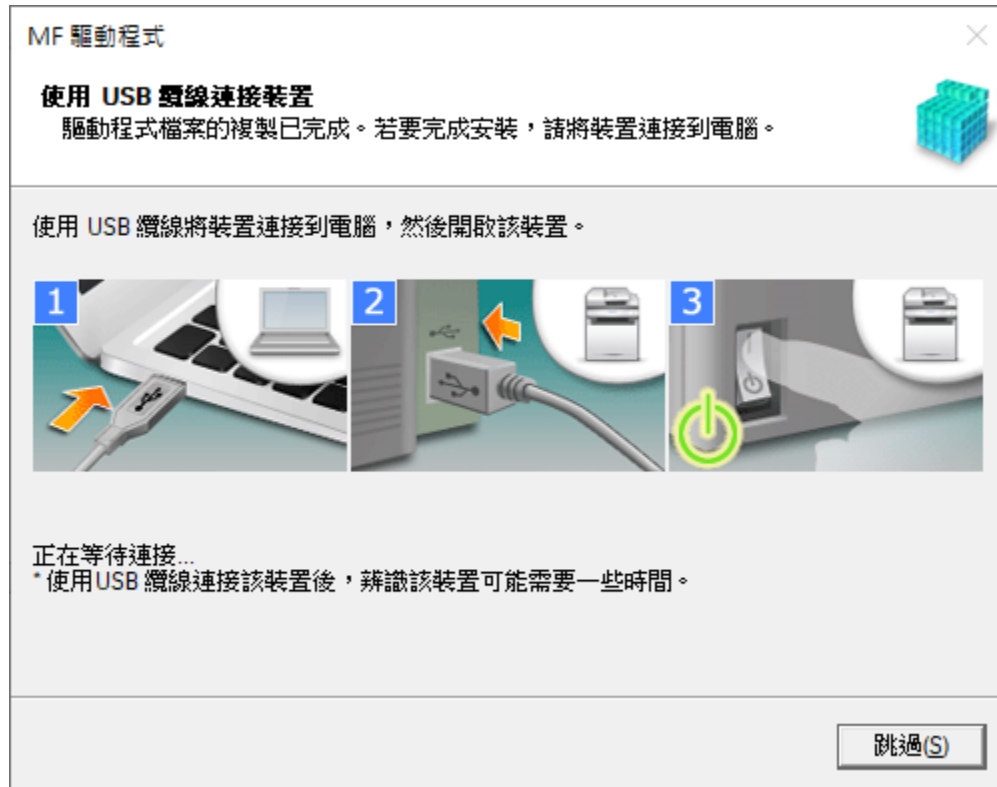 MF 驅動程式
使用 USB 纜線連接裝置
驅動程式檔案的複製已完成。若要完成安裝，請將裝置連接到電腦。
使用 USB 纜線將裝置連接到電腦，然後開啟該裝置。
1 2 3
正在等待連接...
* 使用USB 纜線連接該裝置後，辨識該裝置可能需要一些時間。
跳過(S)